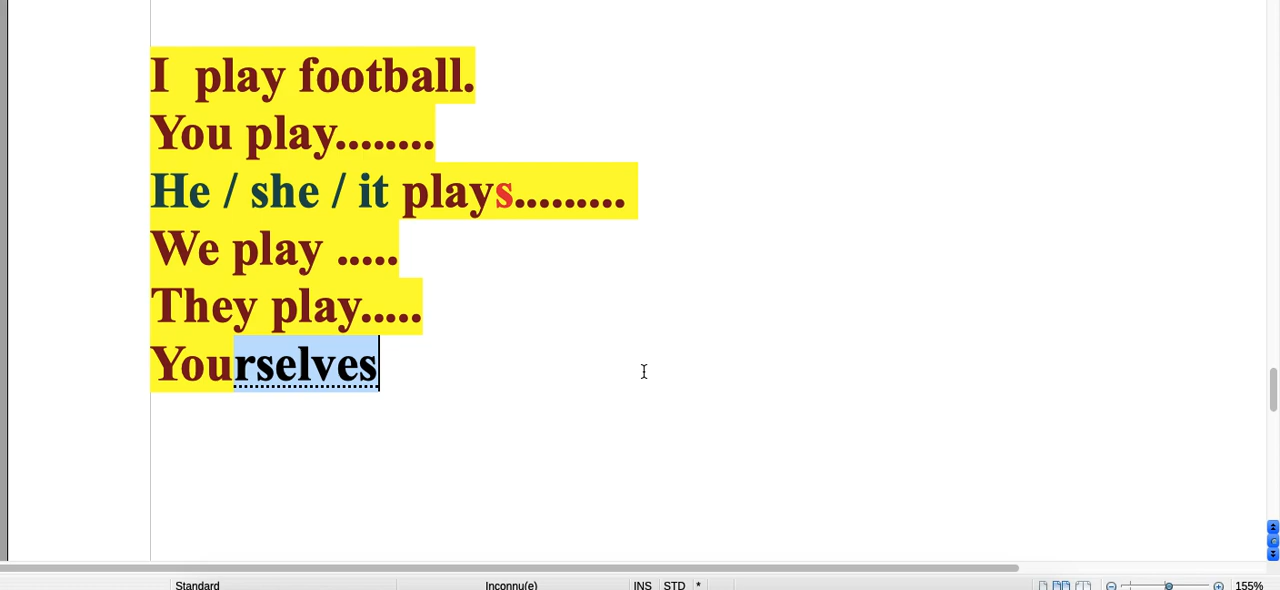 I  play football.
You play........
He / she / it plays.........
We play .....
They play.....
Yourselves
Standard
Inconnu(e)
INS
STD
*
155%